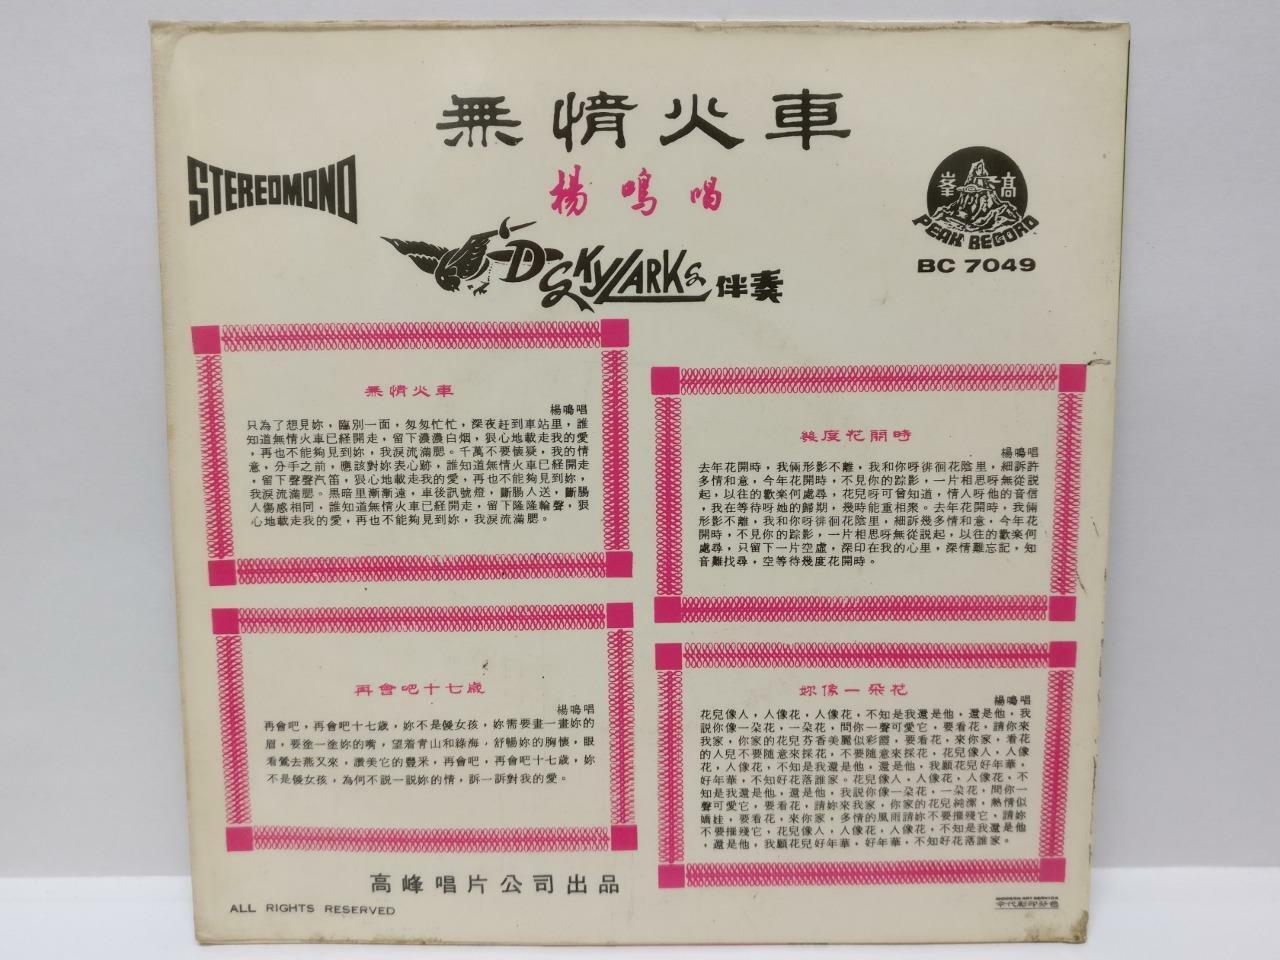 無情火車
STEREOMONO
楊鳴唱
高峯
PEAK RECORD
BC 7049
'D SKYLARKS 伴奏
無情火車
楊鳴唱
只為了想見妳，臨別一面，匆匆忙忙，深夜赶到車站里，誰
知道無情火車已経開走，留下濃濃白烟，狠心地載走我的愛
，再也不能夠見到妳，我淚流滿腮。千萬不要懷疑，我的情
意，分手之前，應該對妳表心跡，誰知道無情火車已経開走
，留下聲聲汽笛，狠心地載走我的愛，再也不能夠見到妳，
我淚流滿腮。黑暗里漸漸遠，車後訊號燈，斷腸人送，斷腸
人傷感相同，誰知道無情火車已経開走，留下隆隆輪聲，狠
心地載走我的愛，再也不能夠見到妳，我淚流滿腮。
幾度花開時
楊鳴唱
去年花開時，我倆形影不離，我和你呀徘徊花陰里，細訴許
多情和意，今年花開時，不見你的踪影，一片相思呀無從説
起，以往的歡楽何處尋，花兒呀可曾知道，情人呀他的音信
，我在等待呀她的歸期，幾時能重相聚。去年花開時，我倆
形影不離，我和你呀徘徊花陰里，細訴幾多情和意，今年花
開時，不見你的踪影，一片相思呀無從説起，以往的歡楽何
處尋，只留下一片空虛，深印在我的心里，深情難忘記，知
音難找尋，空等待幾度花開時。
再會吧十七歲
楊鳴唱
再會吧，再會吧十七歲，妳不是傻女孩，妳需要畫一畫妳的
眉，要塗一塗妳的嘴，望着青山和綠海，舒暢妳的胸懷，眼
看鶯去燕又來，讚美它的豐釆，再會吧，再會吧十七歲，妳
不是傻女孩，為何不説一説妳的情，訴一訴對我的愛。
妳像一朵花
楊鳴唱
花兒像人，人像花，人像花，不知是我還是他，還是他，我
説你像一朵花，一朵花，問你一聲可愛它，要看花，請你來
我家，你家的花兒芬香美麗似彩霞，要看花，來你家，看花
的人兒不要隨意來採花，不要隨意來採花，花兒像人，人像
花，人像花，不知是我還是他，還是他，我願花兒好年華，
好年華，不知好花落誰家。花兒像人，人像花，人像花，不
知是我還是他，還是他，我説你像一朵花，一朵花，問你一
聲可愛它，要看花，請妳來我家，你家的花兒純潔，熱情似
嬌娃，要看花，來你家，多情的風雨請妳不要摧殘它，請妳
不要摧殘它，花兒像人，人像花，人像花，不知是我還是他
，還是他，我願花兒好年華，好年華，不知好花落誰家。
高峰唱片公司出品
ALL RIGHTS RESERVED
MODERN ART SERVICE